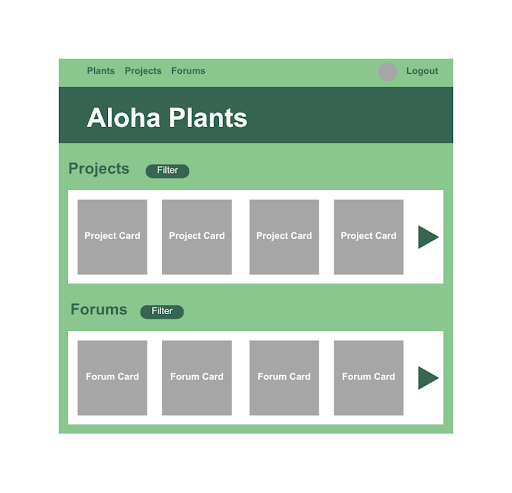 Plants Projects Forums Logout
Aloha Plants
Projects Filter
Project Card Project Card Project Card Project Card
Forums Filter
Forum Card Forum Card Forum Card Forum Card